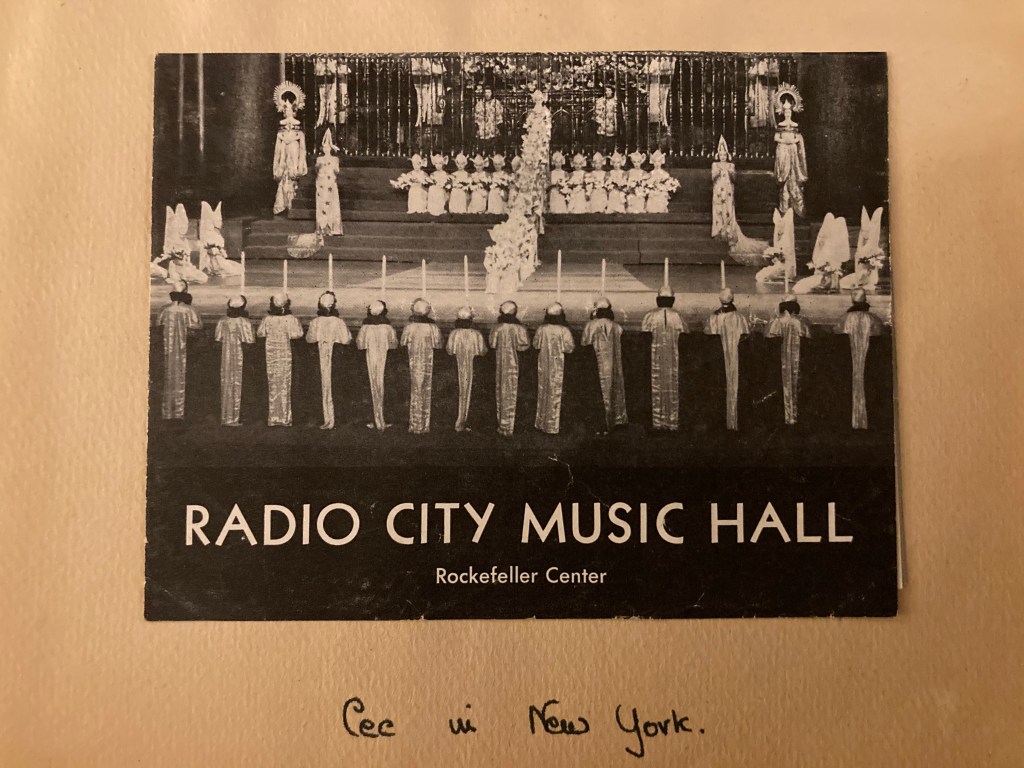 RADIO CITY MUSIC HALL
Rockefeller Center
Cec in New York.